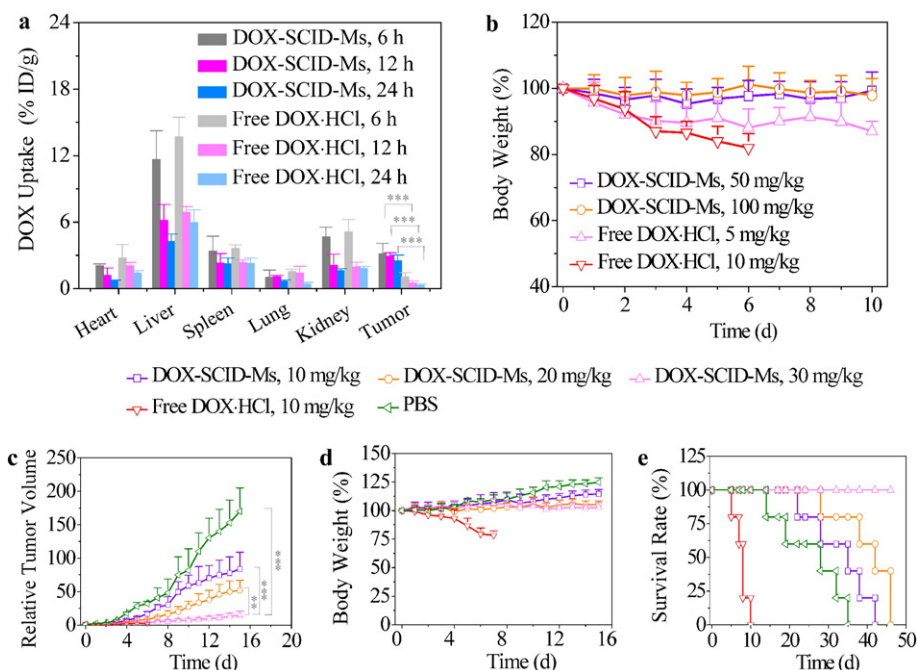 a
DOX Uptake (% ID/g)
24
18
12
6
0
DOX-SCID-Ms, 6 h
DOX-SCID-Ms, 12 h
DOX-SCID-Ms, 24 h
Free DOX·HCl, 6 h
Free DOX·HCl, 12 h
Free DOX·HCl, 24 h
***
***
***
Heart
Liver
Spleen
Lung
Kidney
Tumor
b
Body Weight (%)
120
100
80
60
40
DOX-SCID-Ms, 50 mg/kg
DOX-SCID-Ms, 100 mg/kg
Free DOX·HCl, 5 mg/kg
Free DOX·HCl, 10 mg/kg
0 2 4 6 8 10
Time (d)
DOX-SCID-Ms, 10 mg/kg DOX-SCID-Ms, 20 mg/kg DOX-SCID-Ms, 30 mg/kg
Free DOX·HCl, 10 mg/kg PBS
c
Relative Tumor Volume
250
200
150
100
50
0
**
***
***
0 4 8 12 16 20
Time (d)
d
Body Weight (%)
150
125
100
75
50
25
0
0 4 8 12 16
Time (d)
e
Survival Rate (%)
125
100
75
50
25
0
0 10 20 30 40 50
Time (d)